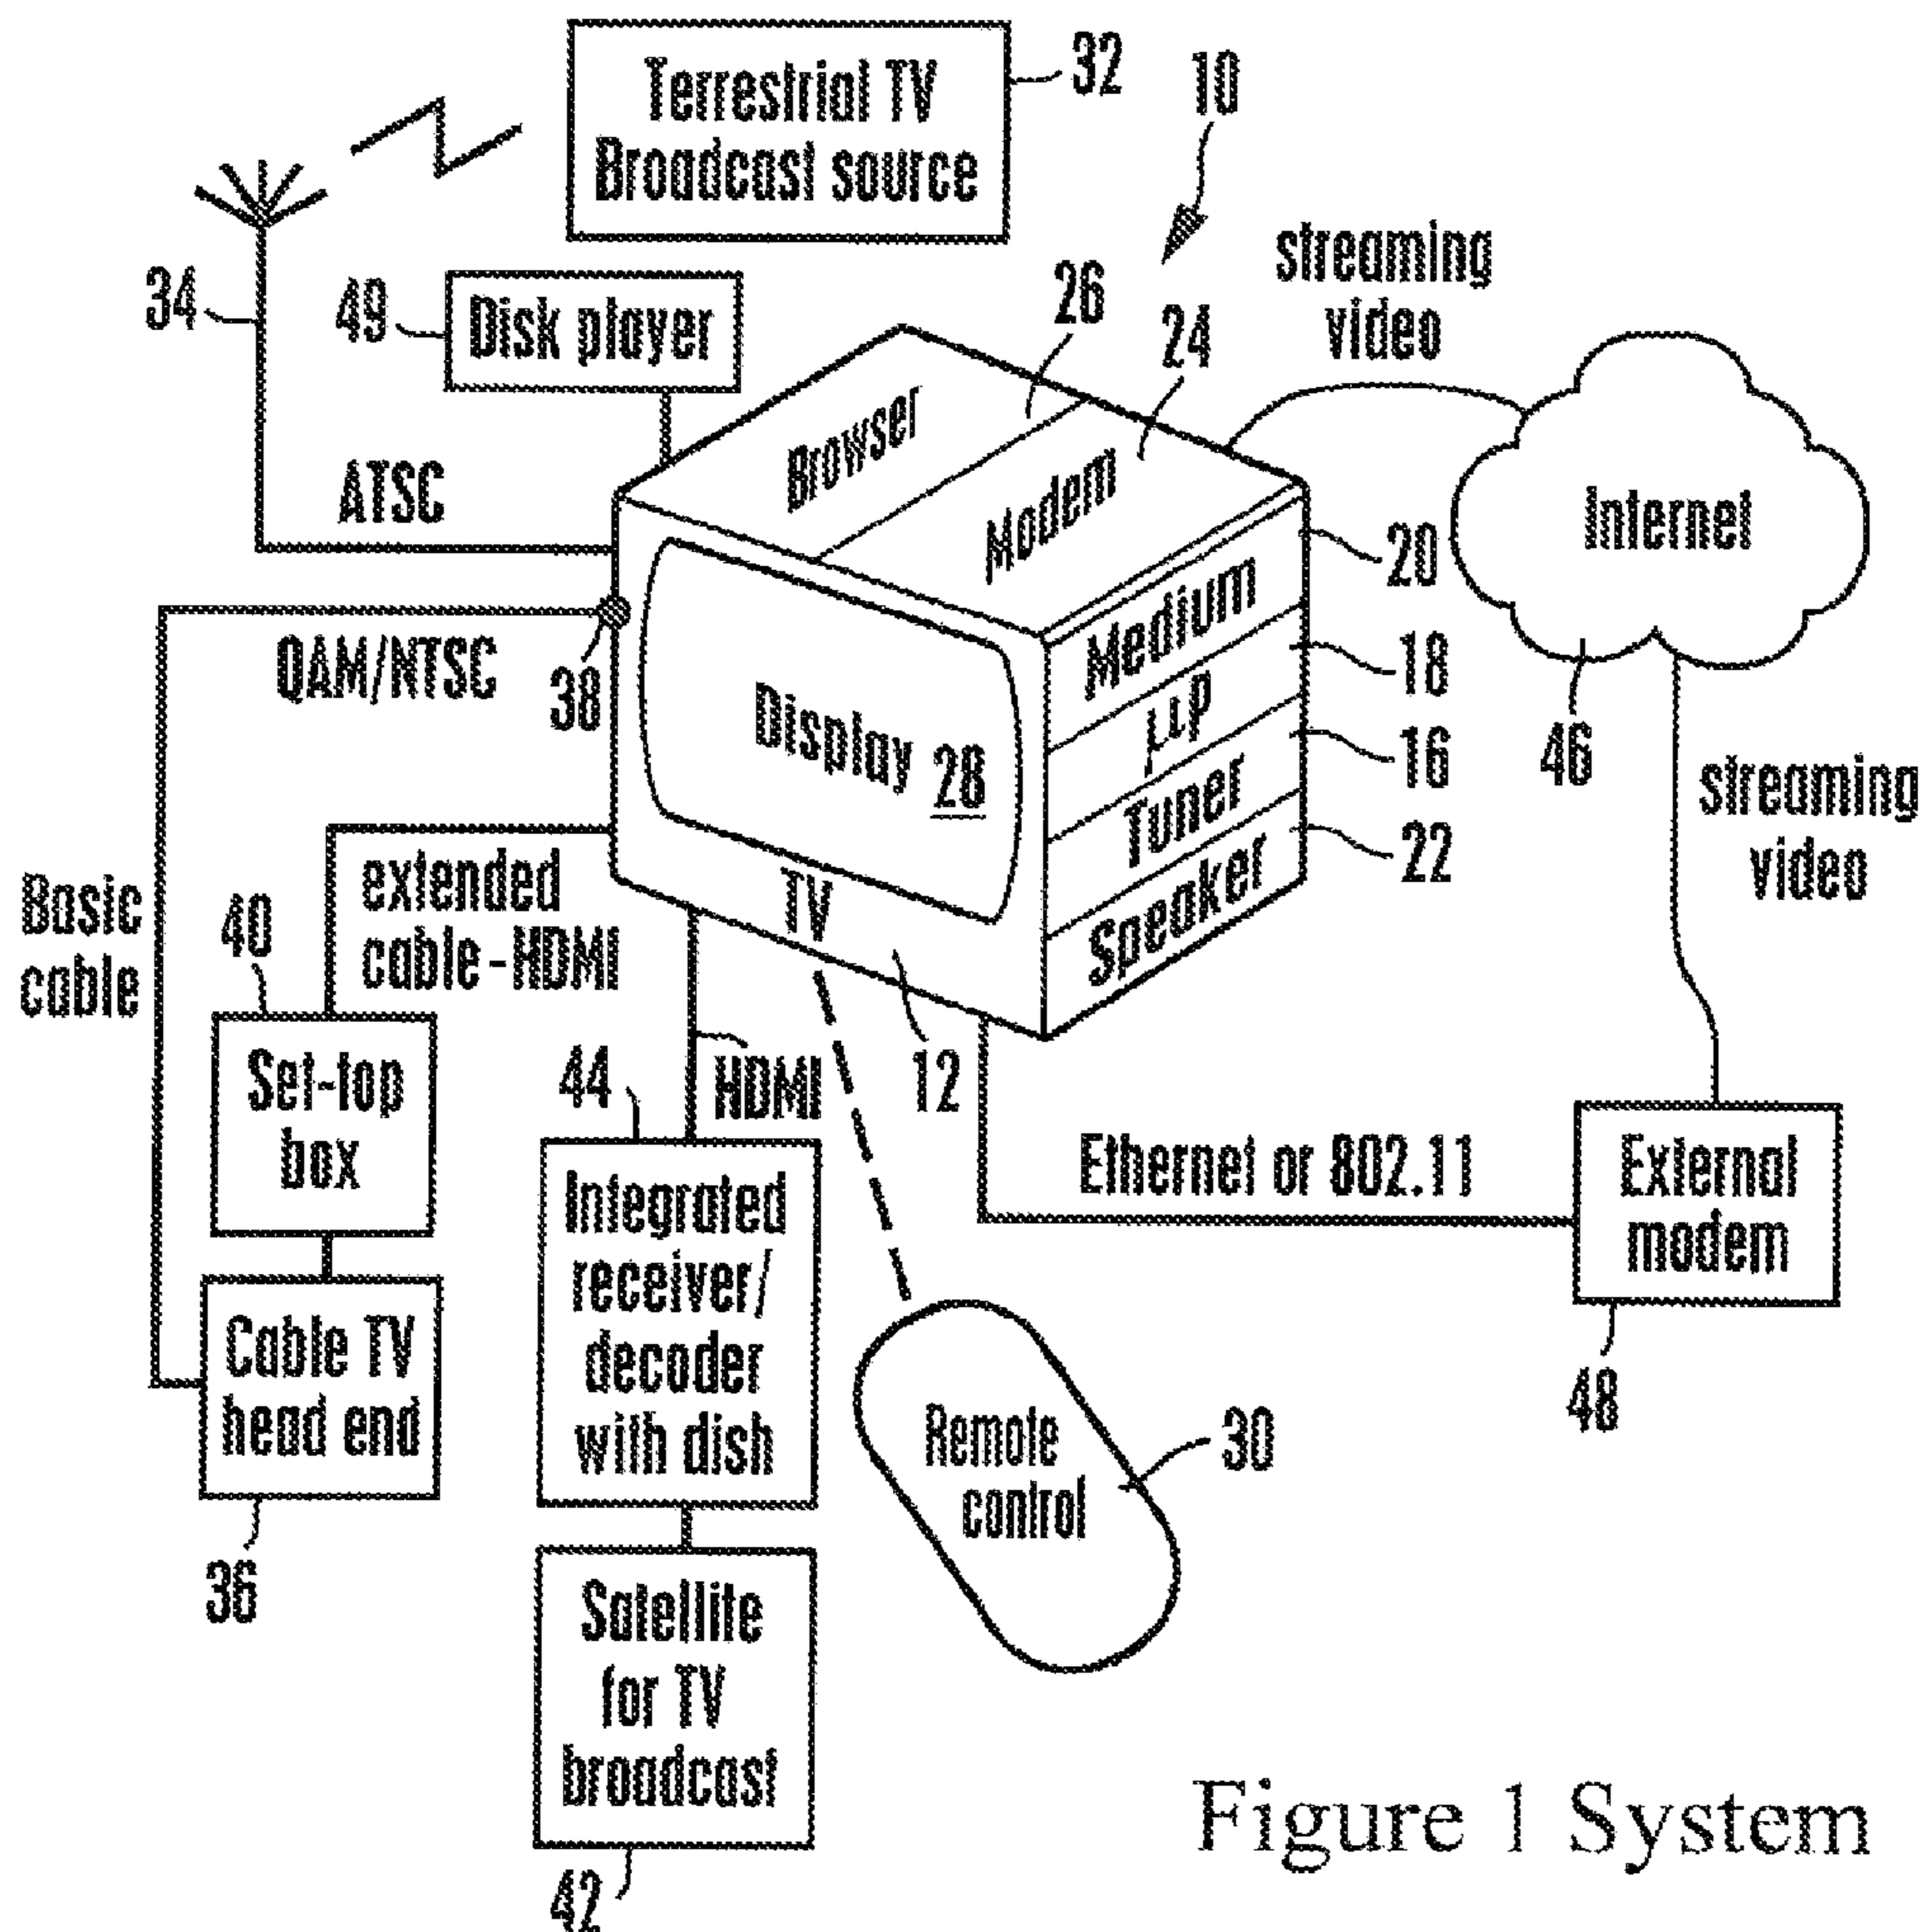 Terrestrial TV
Broadcast source
32
10
34
49
Disk player
26
24
streaming
video
Browser
Modem
Internet
ATSC
20
Medium
QAM/NTSC
38
18
µP
46
Display
28
16
Tuner
streaming
video
22
Speaker
TV
Basic
cable
40
extended
cable-HDMI
12
44
HDMI
Set-top
box
Ethernet or 802.11
External
modem
Integrated
receiver/
decoder
with dish
Cable TV
head end
48
Remote
control
30
36
Satellite
for TV
broadcast
42
Figure 1 System